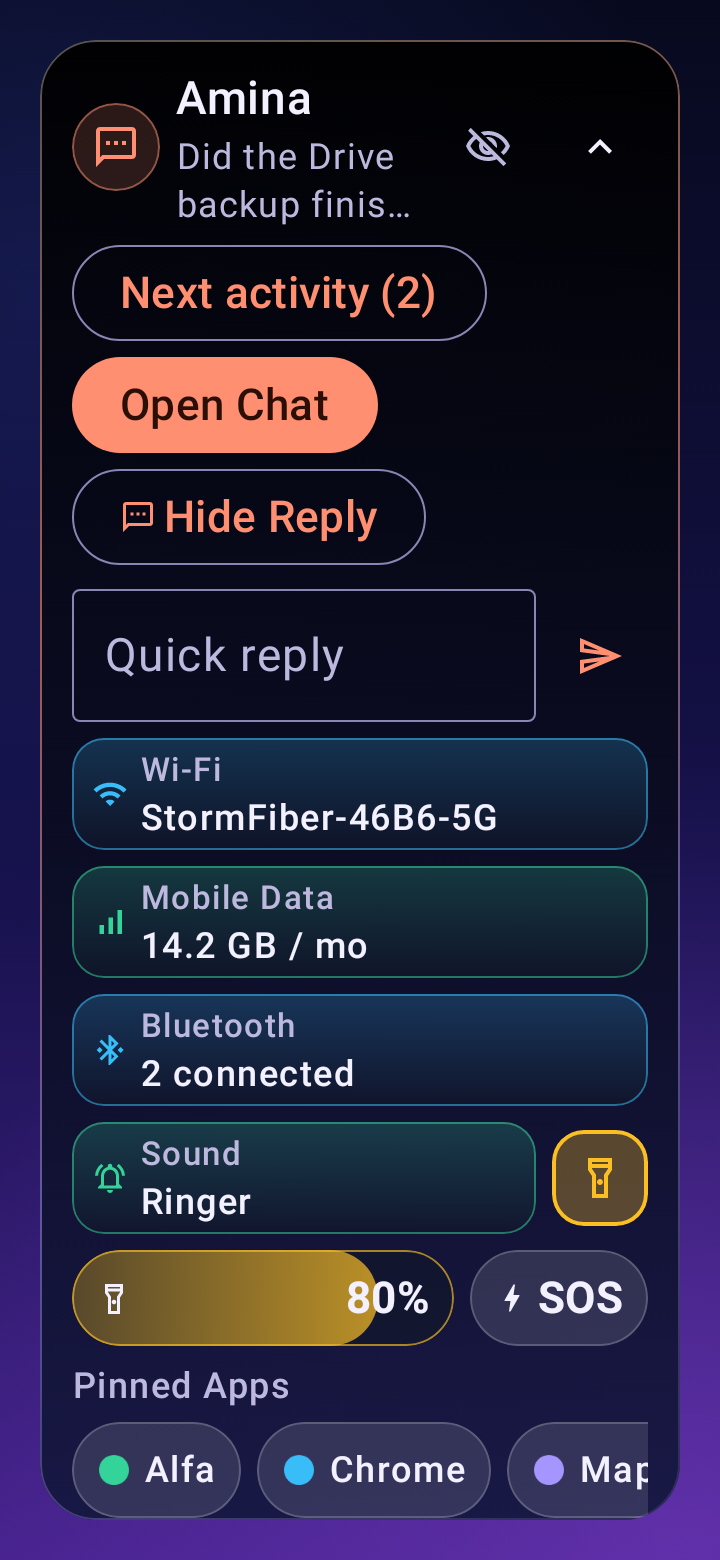 Amina
Did the Drive
backup finis…
Next activity (2)
Open Chat
Hide Reply
Quick reply
Wi-Fi
StormFiber-46B6-5G
Mobile Data
14.2 GB / mo
Bluetooth
2 connected
Sound
Ringer
80%
SOS
Pinned Apps
Alfa
Chrome
Map